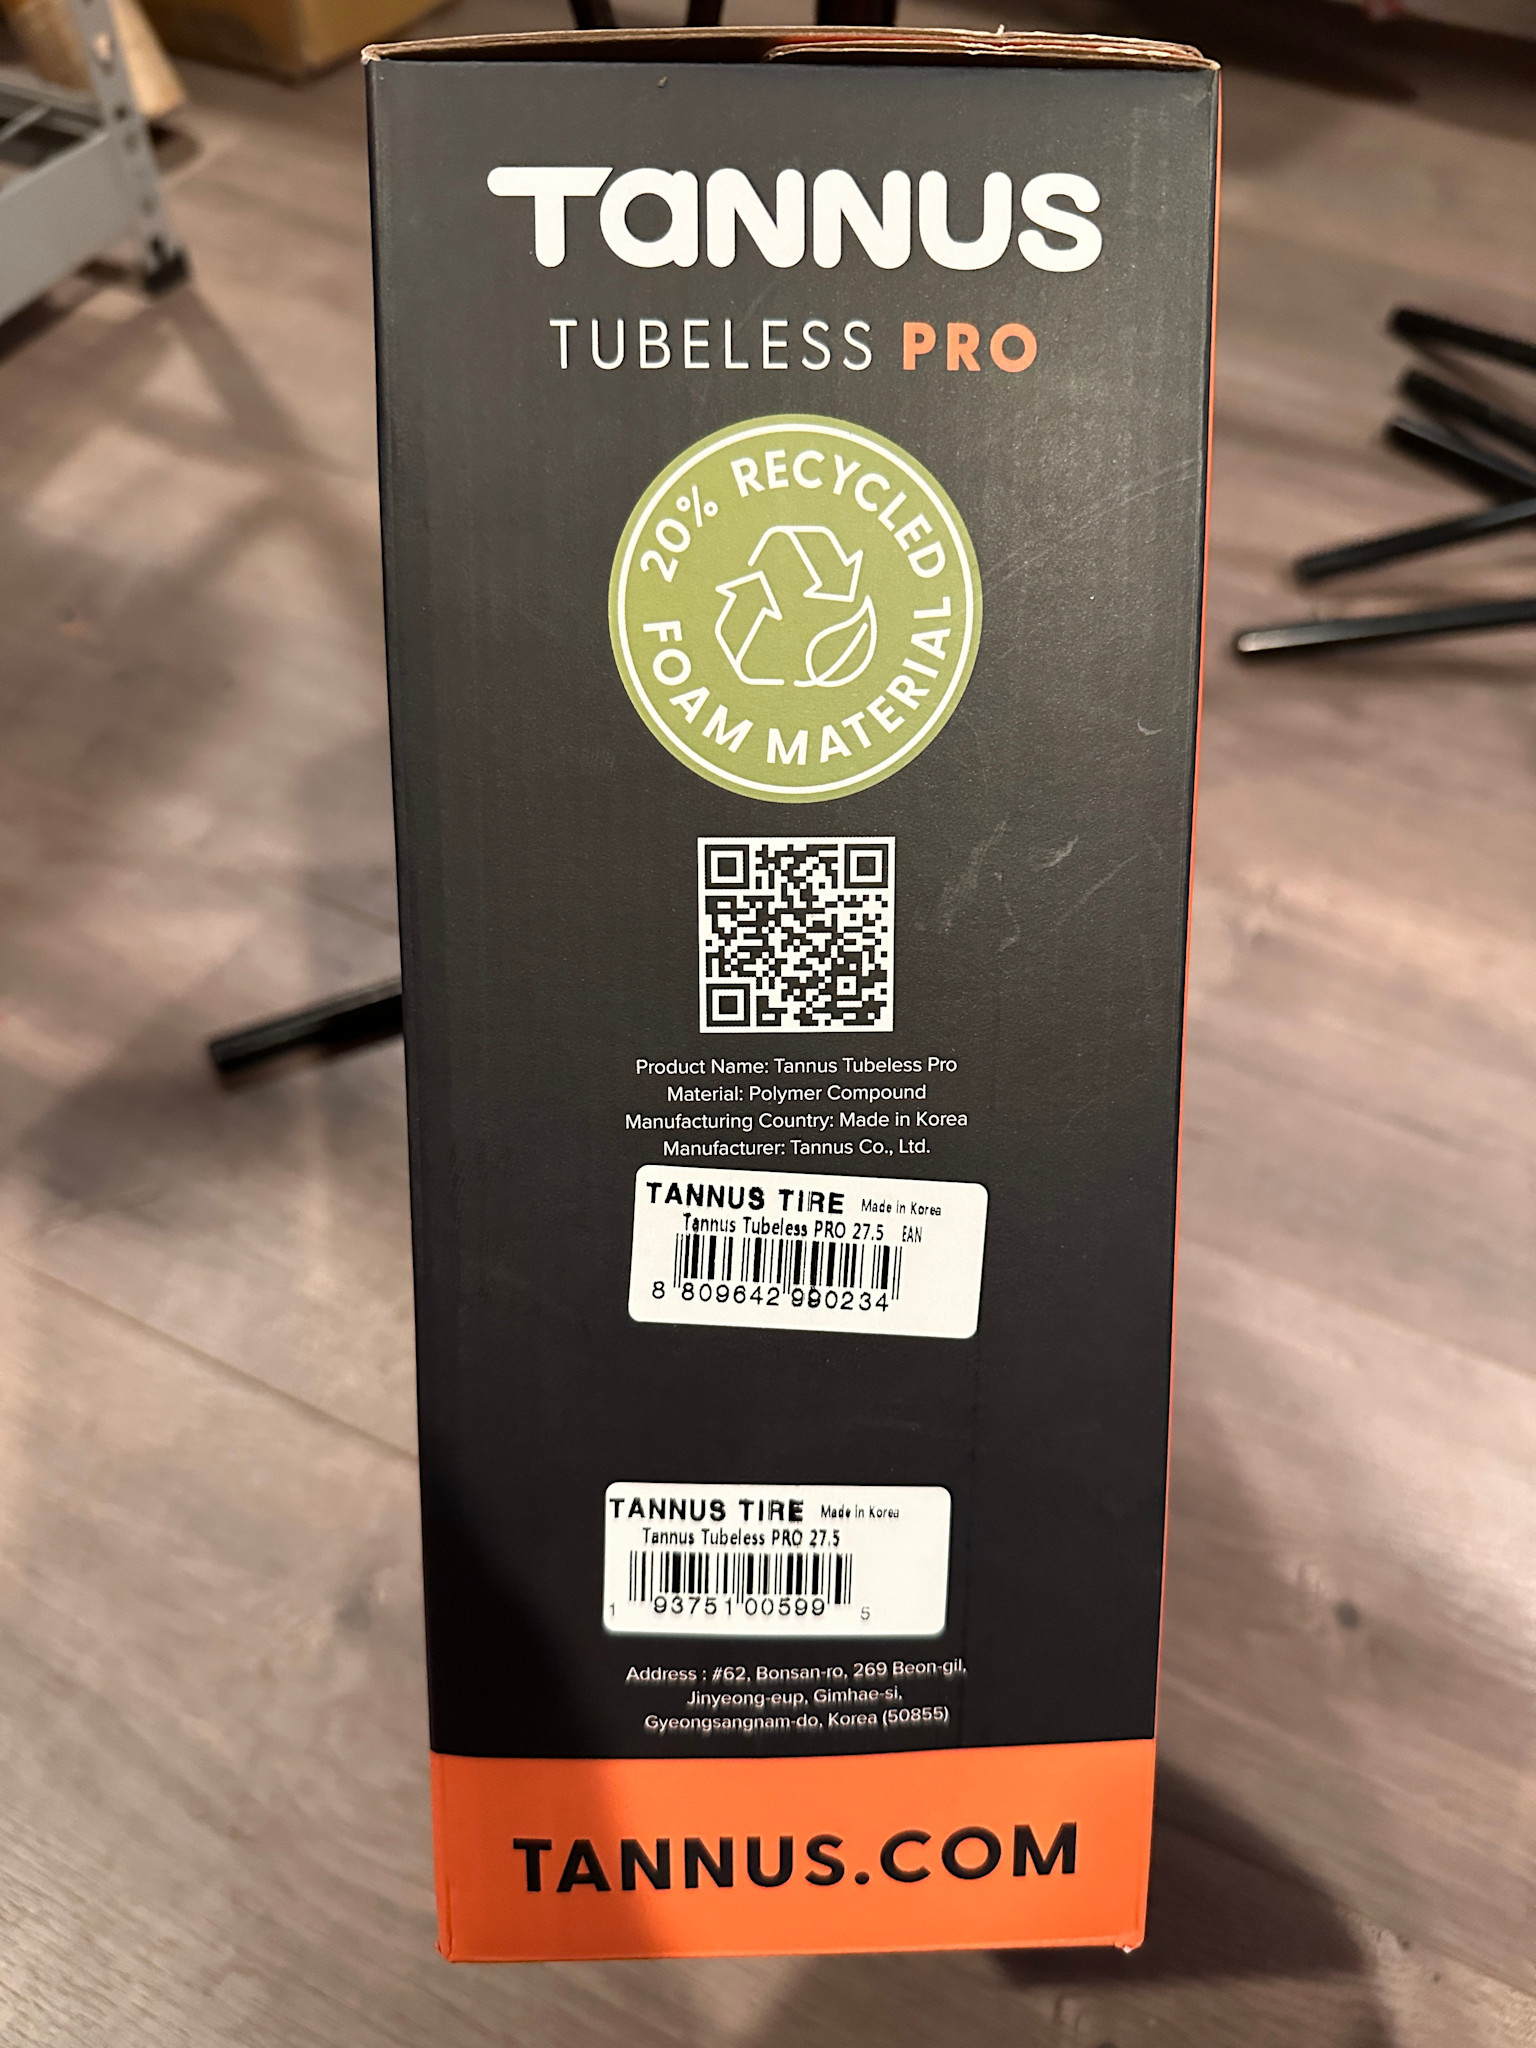 TANNUS
TUBELESS PRO
20% RECYCLED
FOAM MATERIAL
Product Name: Tannus Tubeless Pro
Material: Polymer Compound
Manufacturing Country: Made in Korea
Manufacturer: Tannus Co., Ltd.
TANNUS TIRE Made in Korea
Tannus Tubeless PRO 27.5 EAN
8 809642 990234
TANNUS TIRE Made in Korea
Tannus Tubeless PRO 27.5
1 93751 00599 5
Address : #62, Bonsan-ro, 269 Beon-gil,
Jinyeong-eup, Gimhae-si,
Gyeongsangnam-do, Korea (50855)
TANNUS.COM